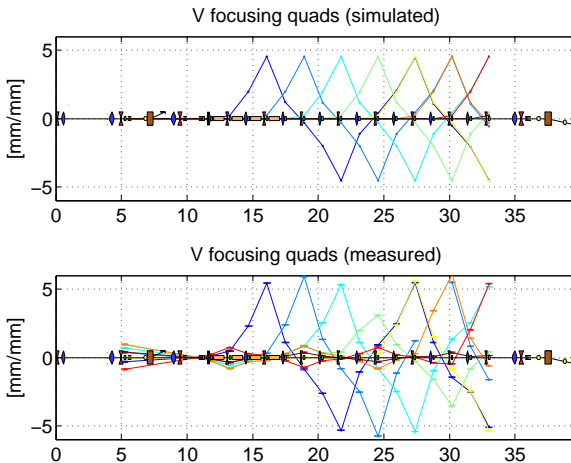 V focusing quads (simulated)
5
0
−5
[mm/mm]
0 5 10 15 20 25 30 35
V focusing quads (measured)
5
0
−5
[mm/mm]
0 5 10 15 20 25 30 35